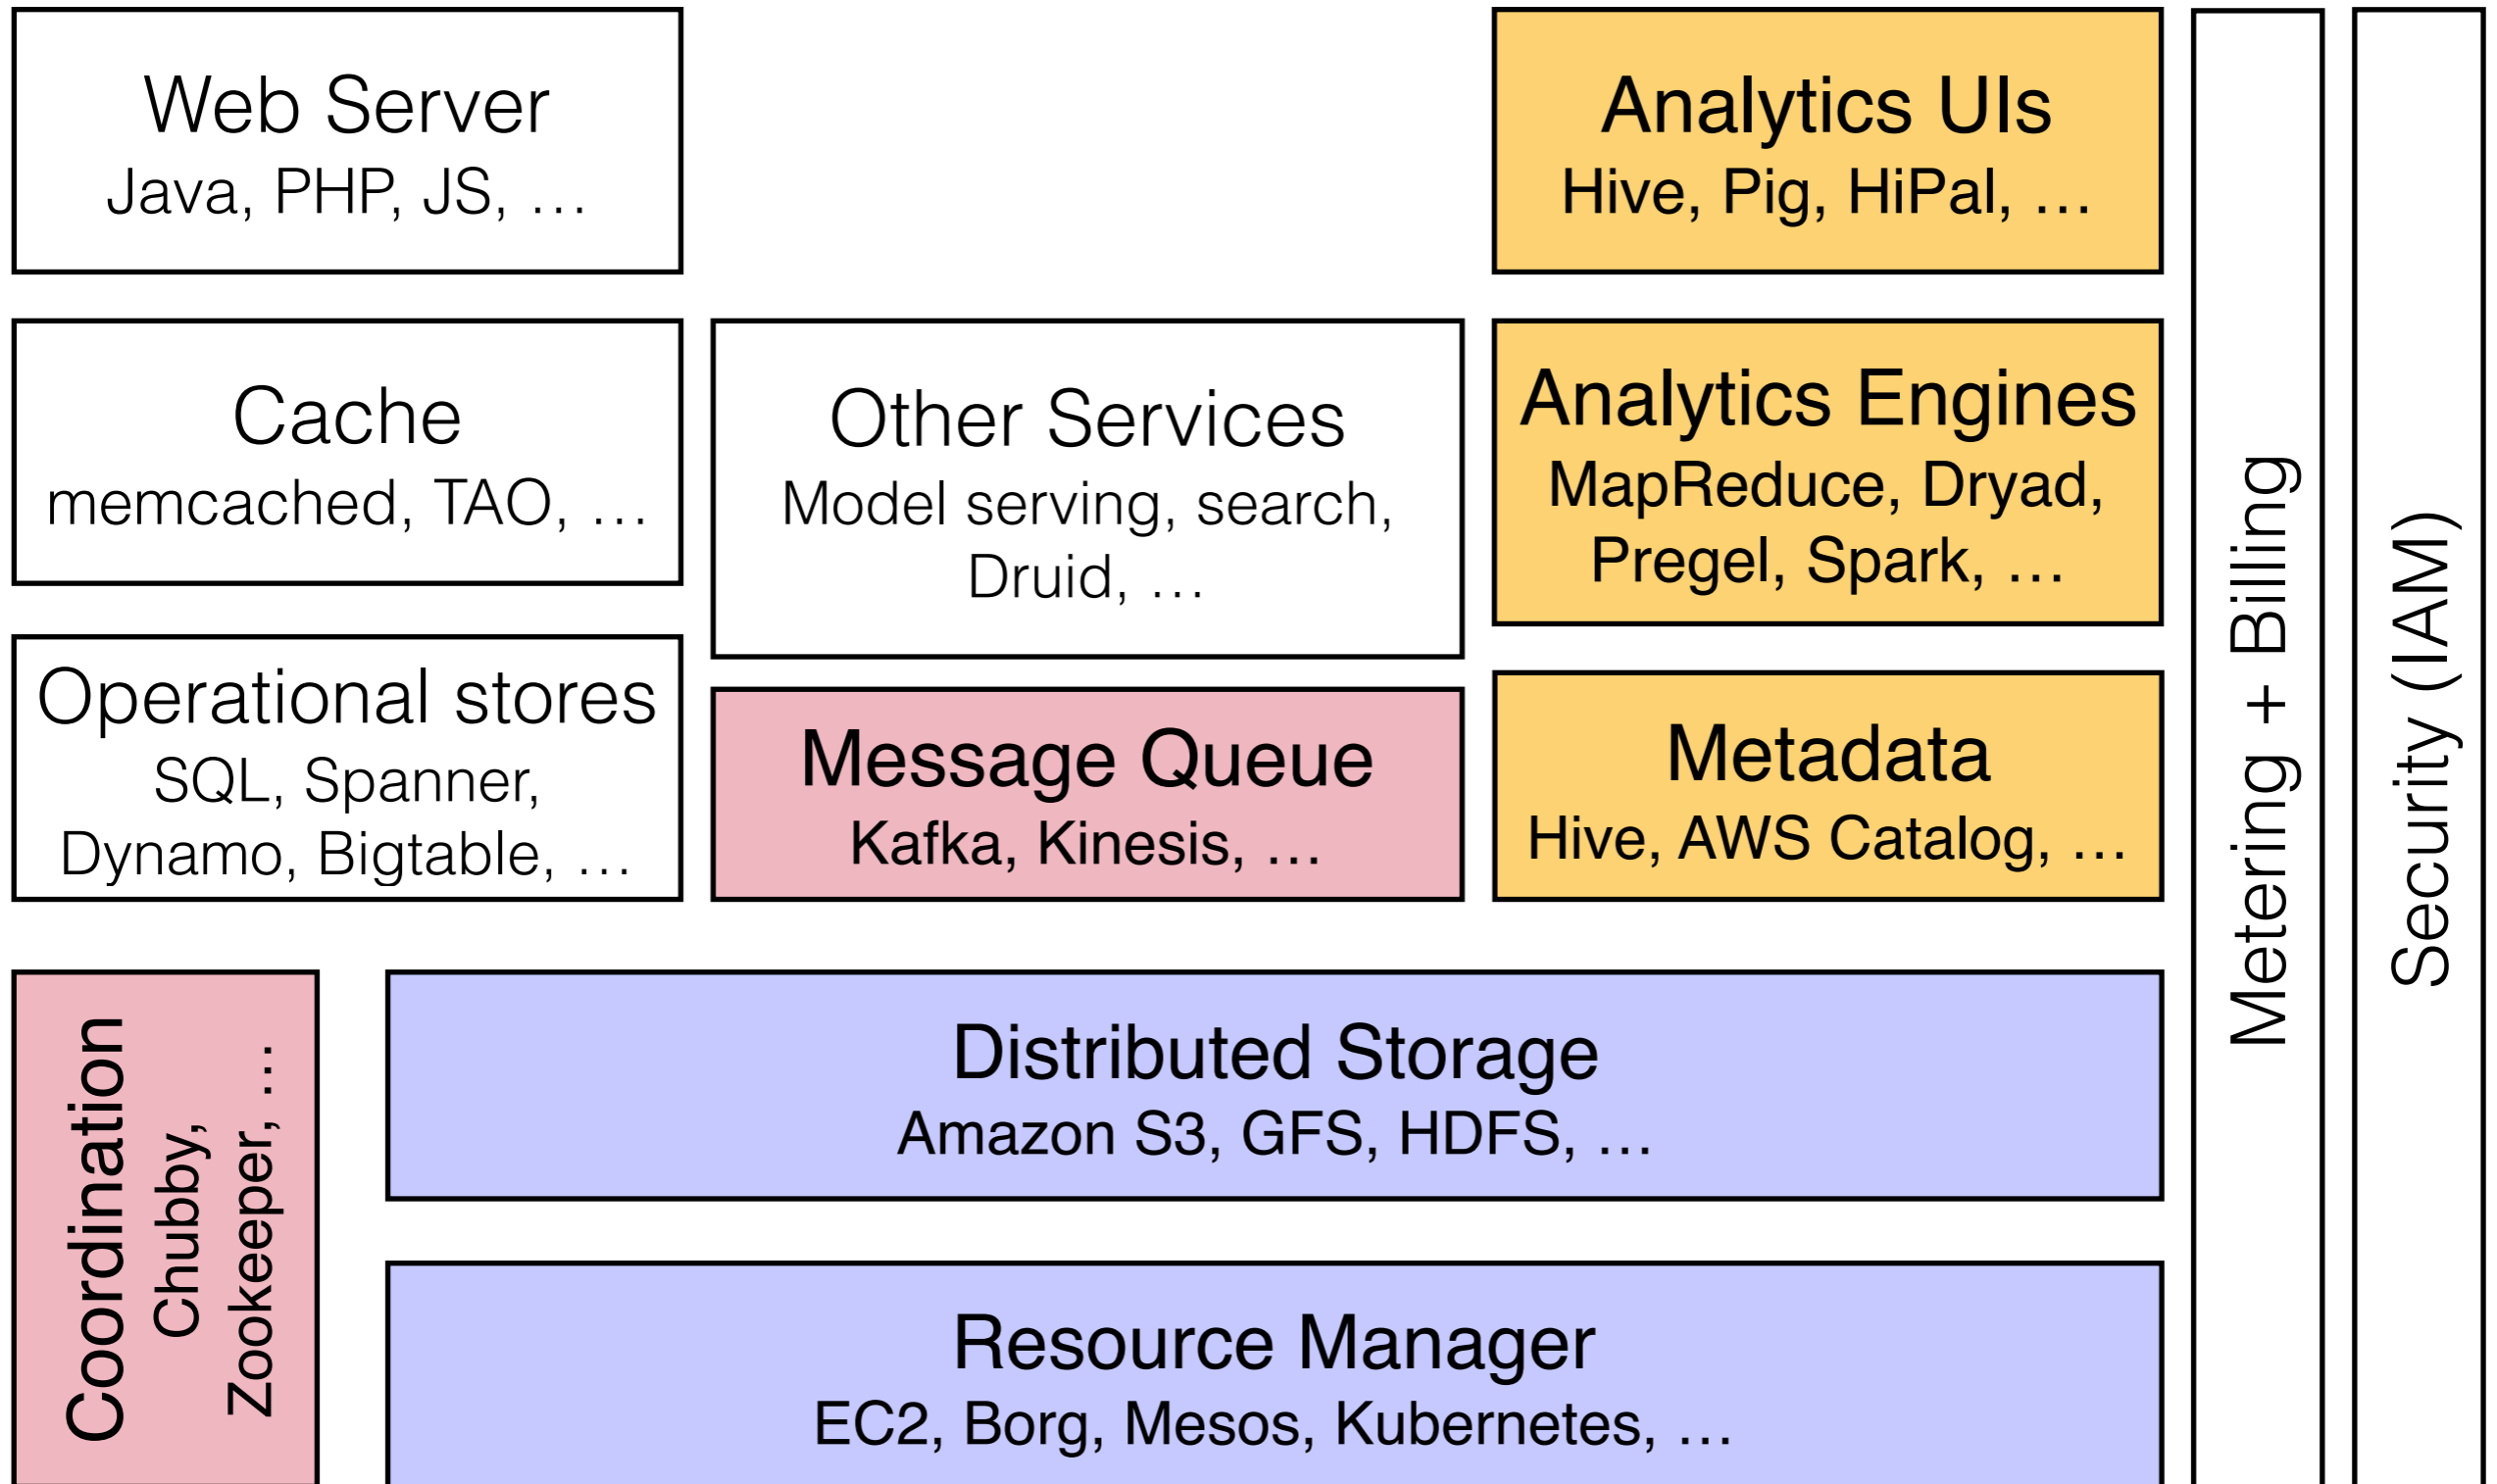 Web Server
Java, PHP, JS, …
Analytics UIs
Hive, Pig, HiPal, …
Cache
memcached, TAO, …
Other Services
Model serving, search,
Druid, …
Analytics Engines
MapReduce, Dryad,
Pregel, Spark, …
Operational stores
SQL, Spanner,
Dynamo, Bigtable, …
Message Queue
Kafka, Kinesis, …
Metadata
Hive, AWS Catalog, …
Coordination
Chubby,
Zookeeper, …
Distributed Storage
Amazon S3, GFS, HDFS, …
Resource Manager
EC2, Borg, Mesos, Kubernetes, …
Metering + Billing
Security (IAM)